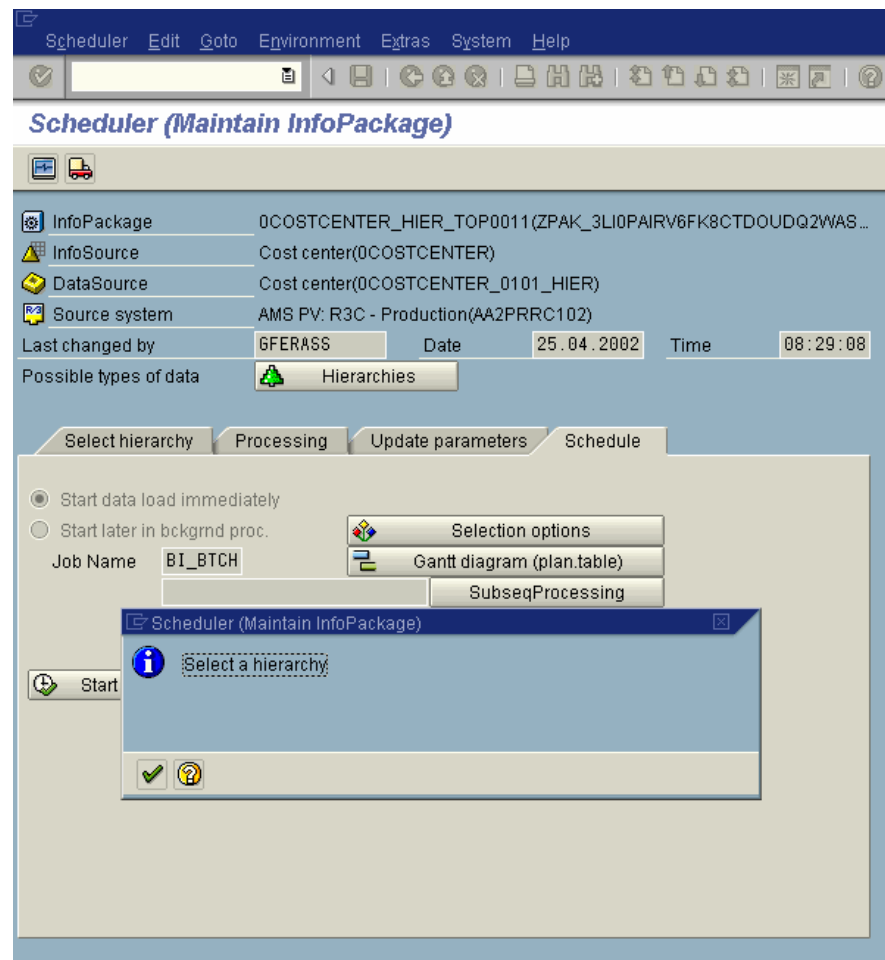 Scheduler Edit Goto Environment Extras System Help
Scheduler (Maintain InfoPackage)
InfoPackage 0COSTCENTER_HIER_TOP0011(ZPAK_3LI0PAIRV6FK8CTDOUDQ2WAS...
InfoSource Cost center(0COSTCENTER)
DataSource Cost center(0COSTCENTER_0101_HIER)
R/3 Source system AMS PV: R3C - Production(AA2PRRC102)
Last changed by GFERASS Date 25.04.2002 Time 08:29:08
Possible types of data Hierarchies
Select hierarchy Processing Update parameters Schedule
Start data load immediately
Start later in bckgrnd proc. Selection options
Job Name BI_BTCH Gantt diagram (plan.table)
SubseqProcessing
Scheduler (Maintain InfoPackage)
Select a hierarchy
Start